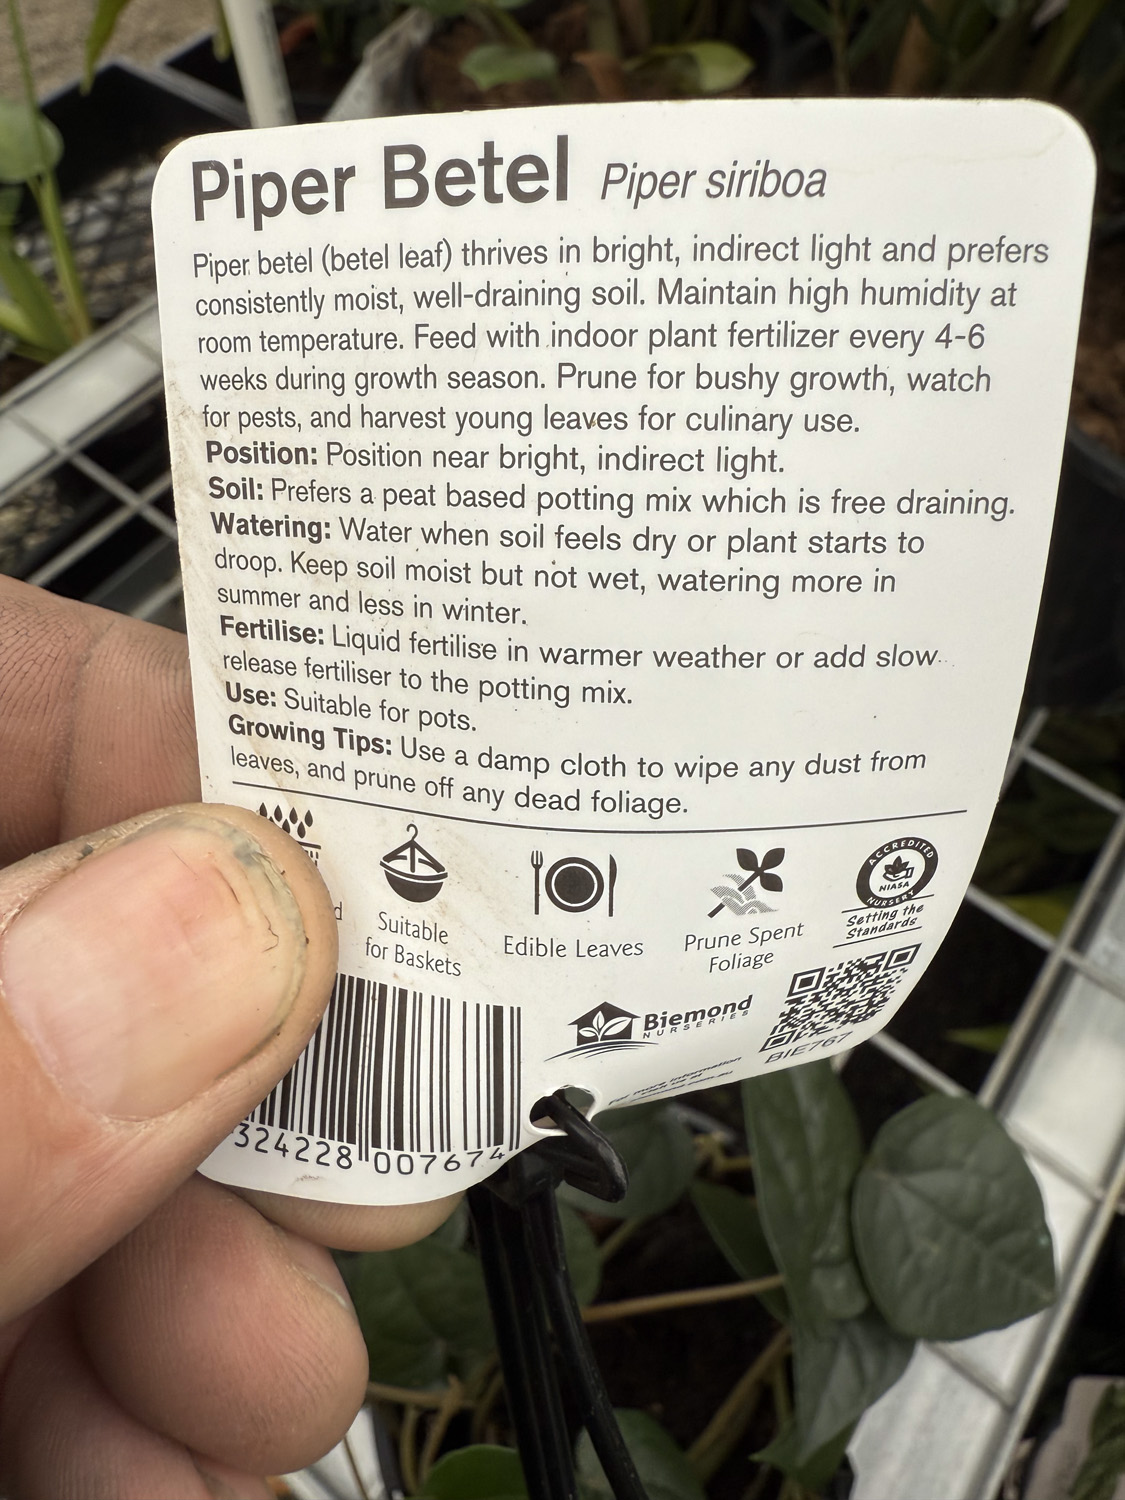 Piper Betel Piper siriboa
Piper betel (betel leaf) thrives in bright, indirect light and prefers
consistently moist, well-draining soil. Maintain high humidity at
room temperature. Feed with indoor plant fertilizer every 4-6
weeks during growth season. Prune for bushy growth, watch
for pests, and harvest young leaves for culinary use.
Position: Position near bright, indirect light.
Soil: Prefers a peat based potting mix which is free draining.
Watering: Water when soil feels dry or plant starts to
droop. Keep soil moist but not wet, watering more in
summer and less in winter.
Fertilise: Liquid fertilise in warmer weather or add slow
release fertiliser to the potting mix.
Use: Suitable for pots.
Growing Tips: Use a damp cloth to wipe any dust from
leaves, and prune off any dead foliage.
Suitable
for Baskets
Edible Leaves
Prune Spent
Foliage
ACCREDITED
NIASA
NURSERY
Setting the
Standards
Biemond
NURSERIES
BIE767
For more information
324228 007674